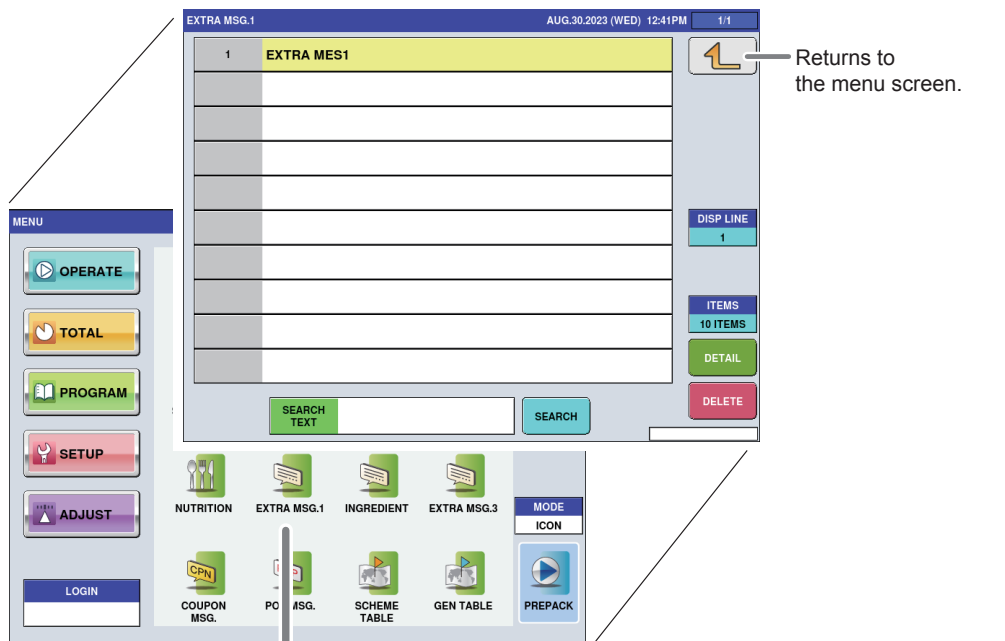 EXTRA MSG.1 AUG.30.2023 (WED) 12:41PM 1/1
1 EXTRA MES1
Returns to
the menu screen.
DISP LINE
1
ITEMS
10 ITEMS
DETAIL
DELETE
SEARCH
TEXT
SEARCH
MENU
OPERATE
TOTAL
PROGRAM
SETUP
ADJUST
LOGIN
NUTRITION EXTRA MSG.1 INGREDIENT EXTRA MSG.3
MODE
ICON
CPN
COUPON
MSG.
MSG.
SCHEME
TABLE
GEN TABLE
PREPACK